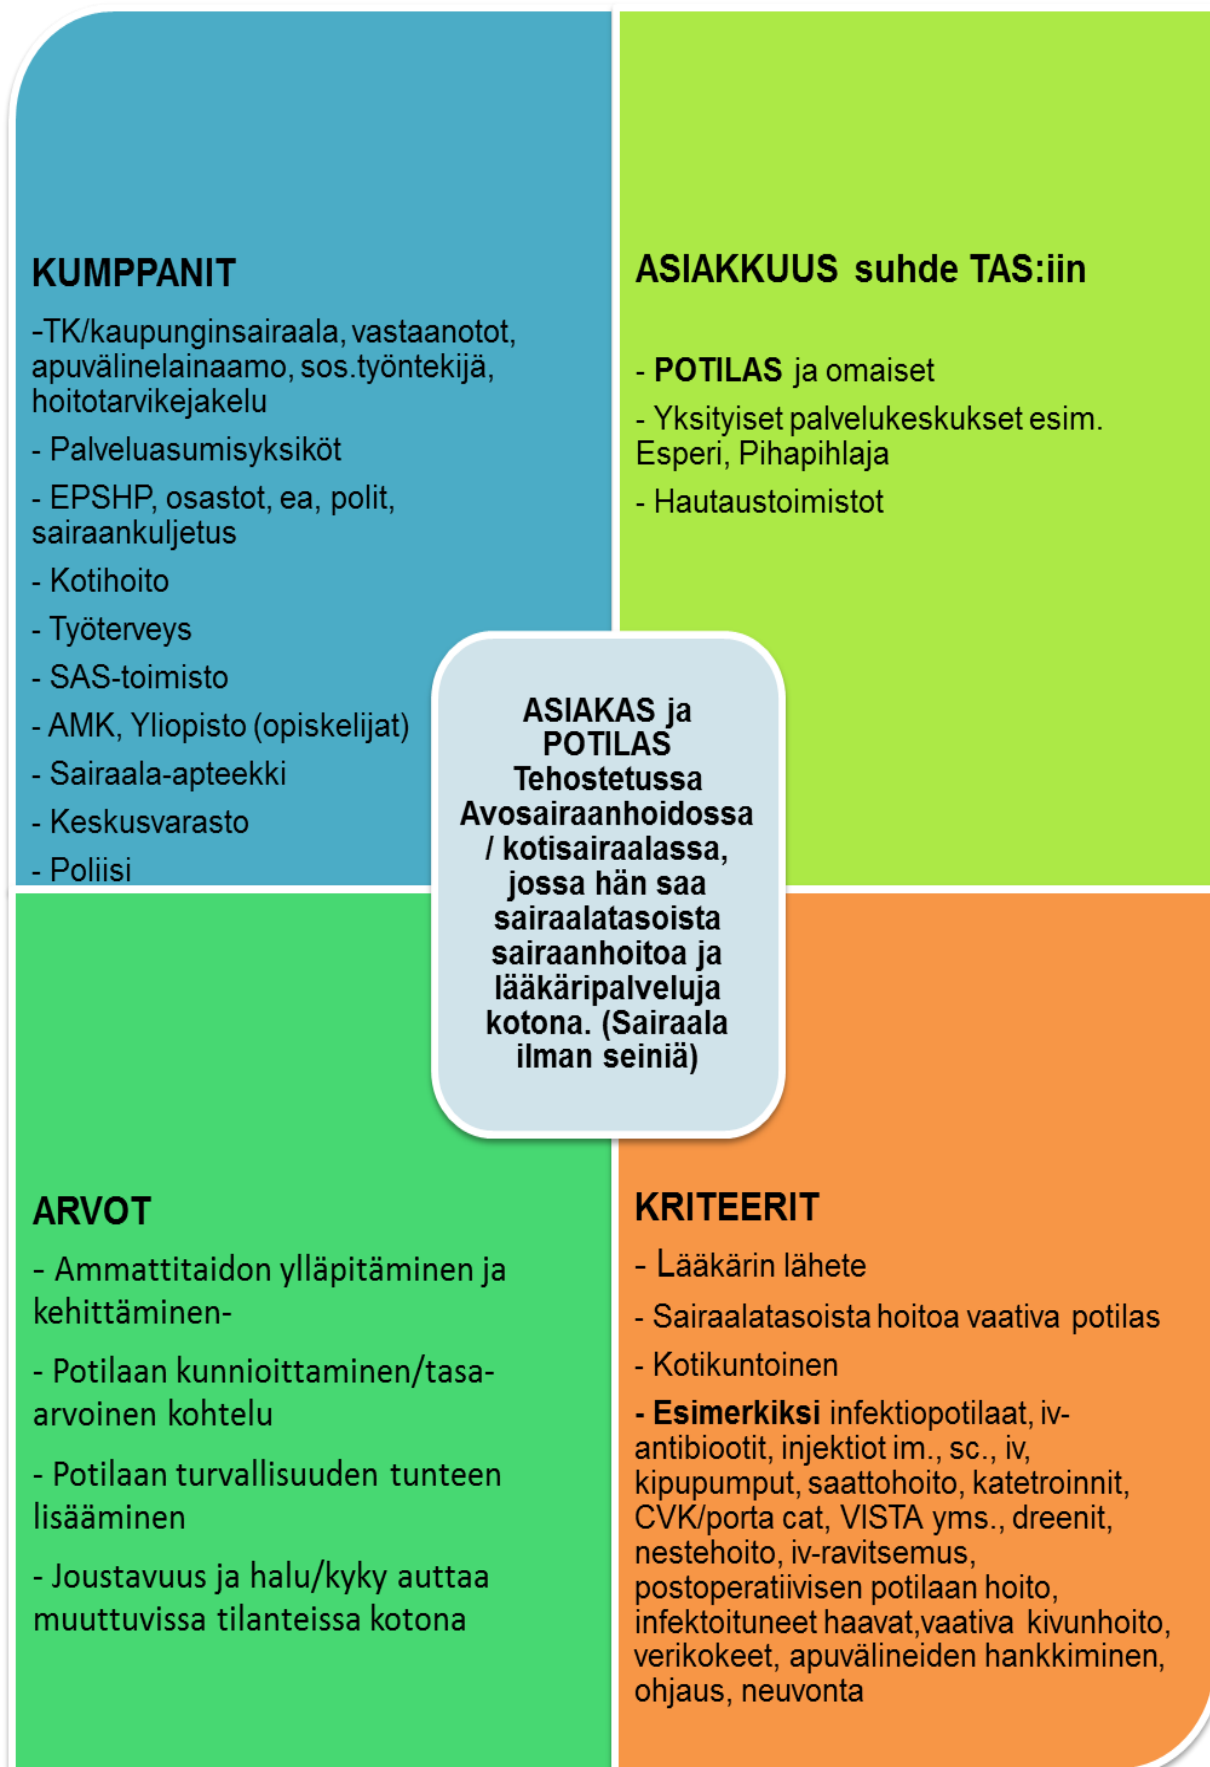 KUMPPANIT
-TK/kaupunginsairaala, vastaanotot,
apuvälinelainaamo, sos.työntekijä,
hoitotarvikejakelu
- Palveluasumisyksiköt
- EPSHP, osastot, ea, polit,
sairaankuljetus
- Kotihoito
- Työterveys
- SAS-toimisto
- AMK, Yliopisto (opiskelijat)
- Sairaala-apteekki
- Keskusvarasto
- Poliisi
ASIAKKUUS suhde TAS:iin
- POTILAS ja omaiset
- Yksityiset palvelukeskukset esim.
Esperi, Pihapihlaja
- Hautaustoimistot
ASIAKAS ja
POTILAS
Tehostetussa
Avosairaanhoidossa
/ kotisairaalassa,
jossa hän saa
sairaalatasoista
sairaanhoitoa ja
lääkäripalveluja
kotona. (Sairaala
ilman seiniä)
ARVOT
- Ammattitaidon ylläpitäminen ja
kehittäminen-
- Potilaan kunnioittaminen/tasa-
arvoinen kohtelu
- Potilaan turvallisuuden tunteen
lisääminen
- Joustavuus ja halu/kyky auttaa
muuttuvissa tilanteissa kotona
KRITEERIT
- Lääkärin lähete
- Sairaalatasoista hoitoa vaativa potilas
- Kotikuntoinen
- Esimerkiksi infektiopotilaat, iv-
antibiootit, injektiot im., sc., iv,
kipupumput, saattohoito, katetroinnit,
CVK/porta cat, VISTA yms., dreenit,
nestehoito, iv-ravitsemus,
postoperatiivisen potilaan hoito,
infektoituneet haavat,vaativa kivunhoito,
verikokeet, apuvälineiden hankkiminen,
ohjaus, neuvonta